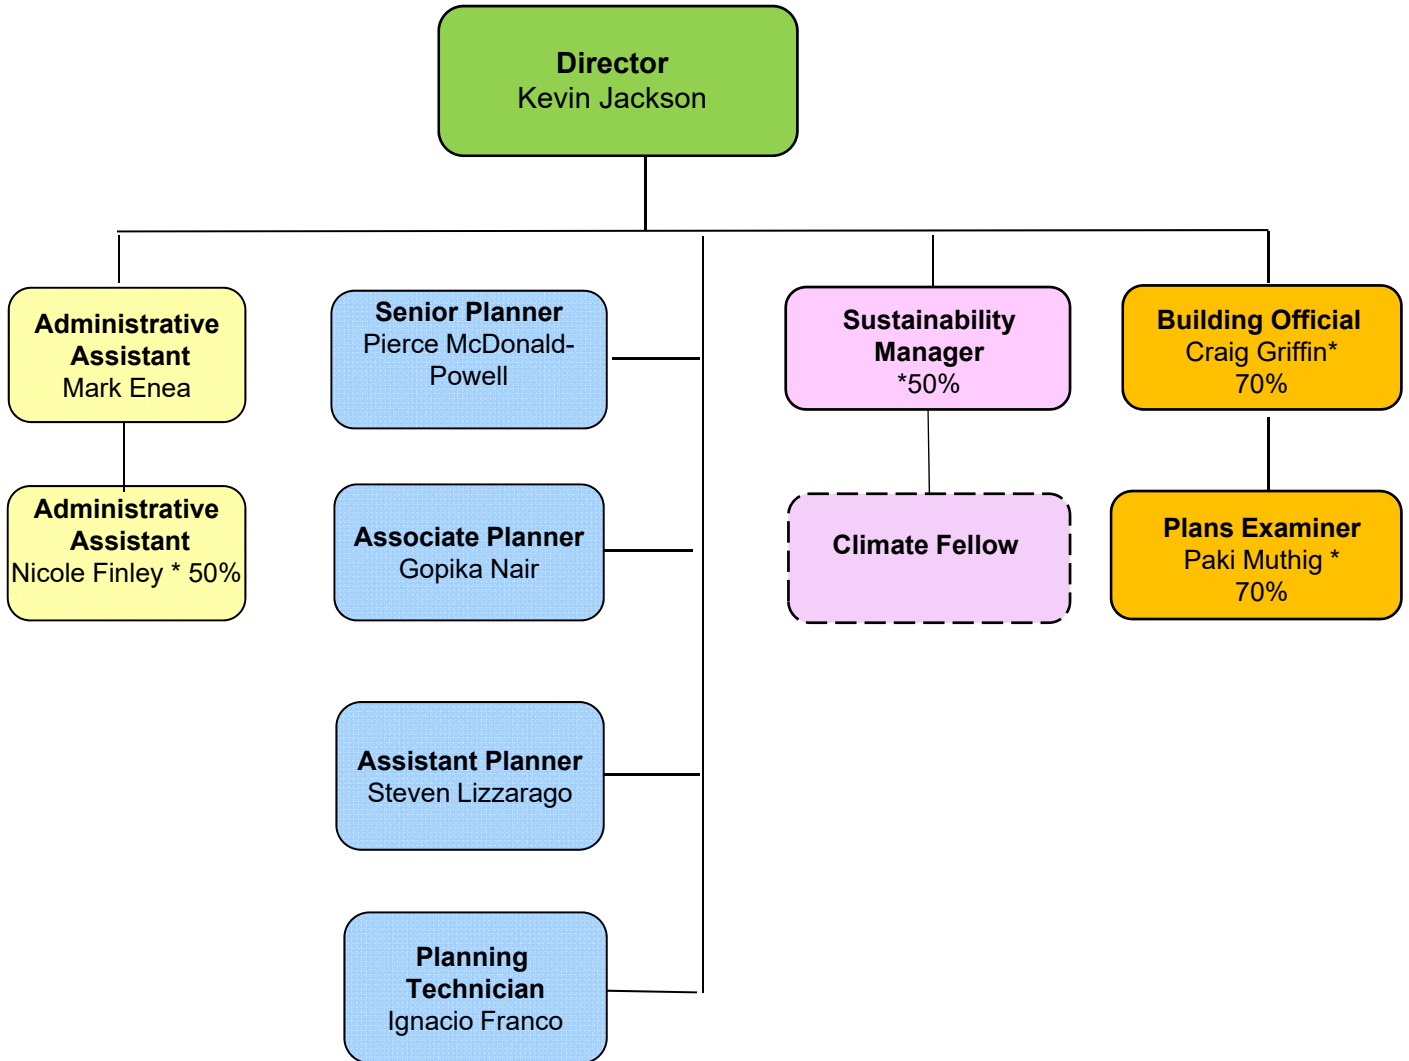 Director
Kevin Jackson
Administrative
Assistant
Mark Enea
Administrative
Assistant
Nicole Finley * 50%
Senior Planner
Pierce McDonald-
Powell
Associate Planner
Gopika Nair
Assistant Planner
Steven Lizzarago
Planning
Technician
Ignacio Franco
Sustainability
Manager
*50%
Climate Fellow
Building Official
Craig Griffin*
70%
Plans Examiner
Paki Muthig *
70%